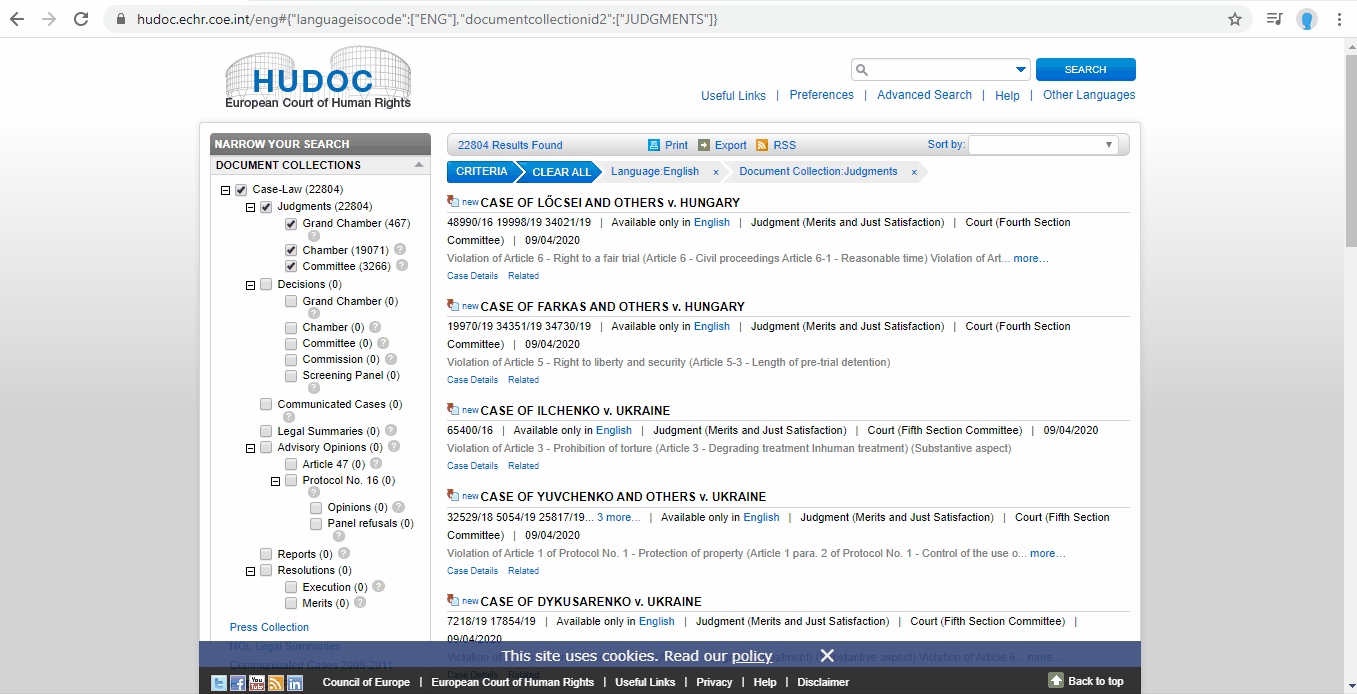 hudoc.echr.coe.int/eng#{"languageisocode":["ENG"],"documentcollectionid2":["JUDGMENTS"]}
HUDOC
European Court of Human Rights
SEARCH
Useful Links | Preferences | Advanced Search | Help | Other Languages
NARROW YOUR SEARCH
DOCUMENT COLLECTIONS
Case-Law (22804)
Judgments (22804)
Grand Chamber (467)
?
Chamber (19071) ?
Committee (3266) ?
Decisions (0)
Grand Chamber (0)
?
Chamber (0) ?
Committee (0) ?
Commission (0) ?
Screening Panel (0)
?
Communicated Cases (0)
?
Legal Summaries (0) ?
Advisory Opinions (0) ?
Article 47 (0) ?
Protocol No. 16 (0)
?
Opinions (0) ?
Panel refusals (0)
?
Reports (0) ?
Resolutions (0)
Execution (0) ?
Merits (0) ?
Press Collection
NOL Legal Summaries
Communicated Cases 2008-2011
22804 Results Found Print Export RSS Sort by:
CRITERIA CLEAR ALL Language:English × Document Collection:Judgments ×
new CASE OF LŐCSEI AND OTHERS v. HUNGARY
48990/16 19998/19 34021/19 | Available only in English | Judgment (Merits and Just Satisfaction) | Court (Fourth Section
Committee) | 09/04/2020
Violation of Article 6 - Right to a fair trial (Article 6 - Civil proceedings Article 6-1 - Reasonable time) Violation of Art... more…
Case Details Related
new CASE OF FARKAS AND OTHERS v. HUNGARY
19970/19 34351/19 34730/19 | Available only in English | Judgment (Merits and Just Satisfaction) | Court (Fourth Section
Committee) | 09/04/2020
Violation of Article 5 - Right to liberty and security (Article 5-3 - Length of pre-trial detention)
Case Details Related
new CASE OF ILCHENKO v. UKRAINE
65400/16 | Available only in English | Judgment (Merits and Just Satisfaction) | Court (Fifth Section Committee) | 09/04/2020
Violation of Article 3 - Prohibition of torture (Article 3 - Degrading treatment Inhuman treatment) (Substantive aspect)
Case Details Related
new CASE OF YUVCHENKO AND OTHERS v. UKRAINE
32529/18 5054/19 25817/19... 3 more... | Available only in English | Judgment (Merits and Just Satisfaction) | Court (Fifth Section
Committee) | 09/04/2020
Violation of Article 1 of Protocol No. 1 - Protection of property (Article 1 para. 2 of Protocol No. 1 - Control of the use o... more…
Case Details Related
new CASE OF DYKUSARENKO v. UKRAINE
7218/19 17854/19 | Available only in English | Judgment (Merits and Just Satisfaction) | Court (Fifth Section Committee) |
09/04/2020
This site uses cookies. Read our policy
You Tube
Council of Europe | European Court of Human Rights | Useful Links | Privacy | Help | Disclaimer
Back to top